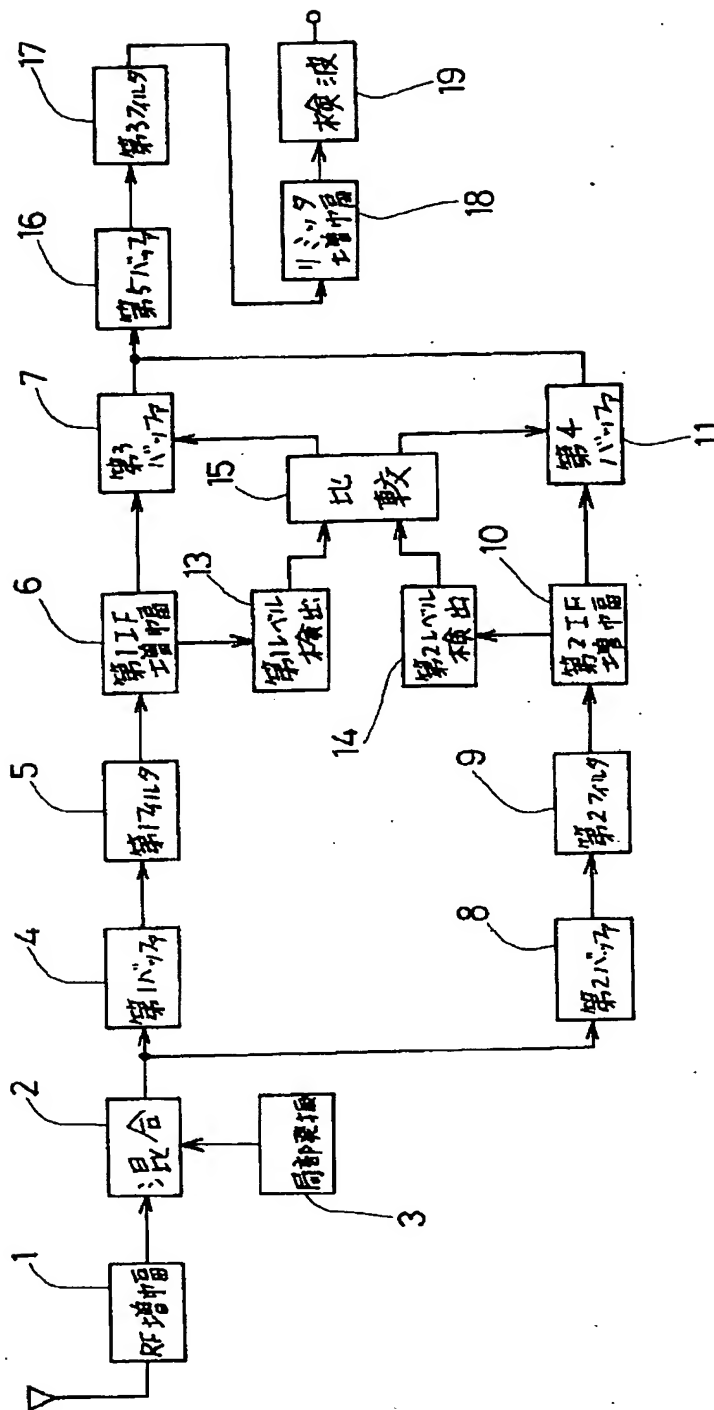 1
RF増幅
2
混合
局部発振
3
4
第1バッファ
5
第1フィルタ
6
第1IF
増幅
7
第3
バッファ
8
第2バッファ
9
第2フィルタ
10
第2IF
増幅
第4
バッファ
11
13
第1レベル
検出
14
第2レベル
検出
15
比較
16
第5バッファ
17
第3フィルタ
リミッタ
増幅
18
検波
19